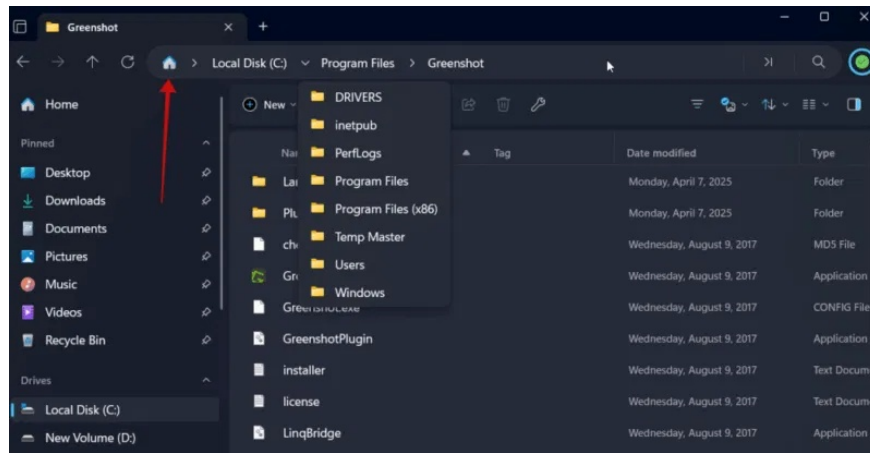 Greenshot
Local Disk (C:) Program Files Greenshot
Home
New
Pinned
Desktop
Downloads
Documents
Pictures
Music
Videos
Recycle Bin
Drives
Local Disk (C:)
New Volume (D:)
DRIVERS
inetpub
PerfLogs
Program Files
Program Files (x86)
Temp Master
Users
Windows
Tag Date modified Type
Monday, April 7, 2025 Folder
Monday, April 7, 2025 Folder
Wednesday, August 9, 2017 MD5 File
Wednesday, August 9, 2017 Application
Greenshot.exe Wednesday, August 9, 2017 CONFIG File
GreenshotPlugin Wednesday, August 9, 2017 Application
installer Wednesday, August 9, 2017 Text Docum
license Wednesday, August 9, 2017 Text Docum
LinqBridge Wednesday, August 9, 2017 Application